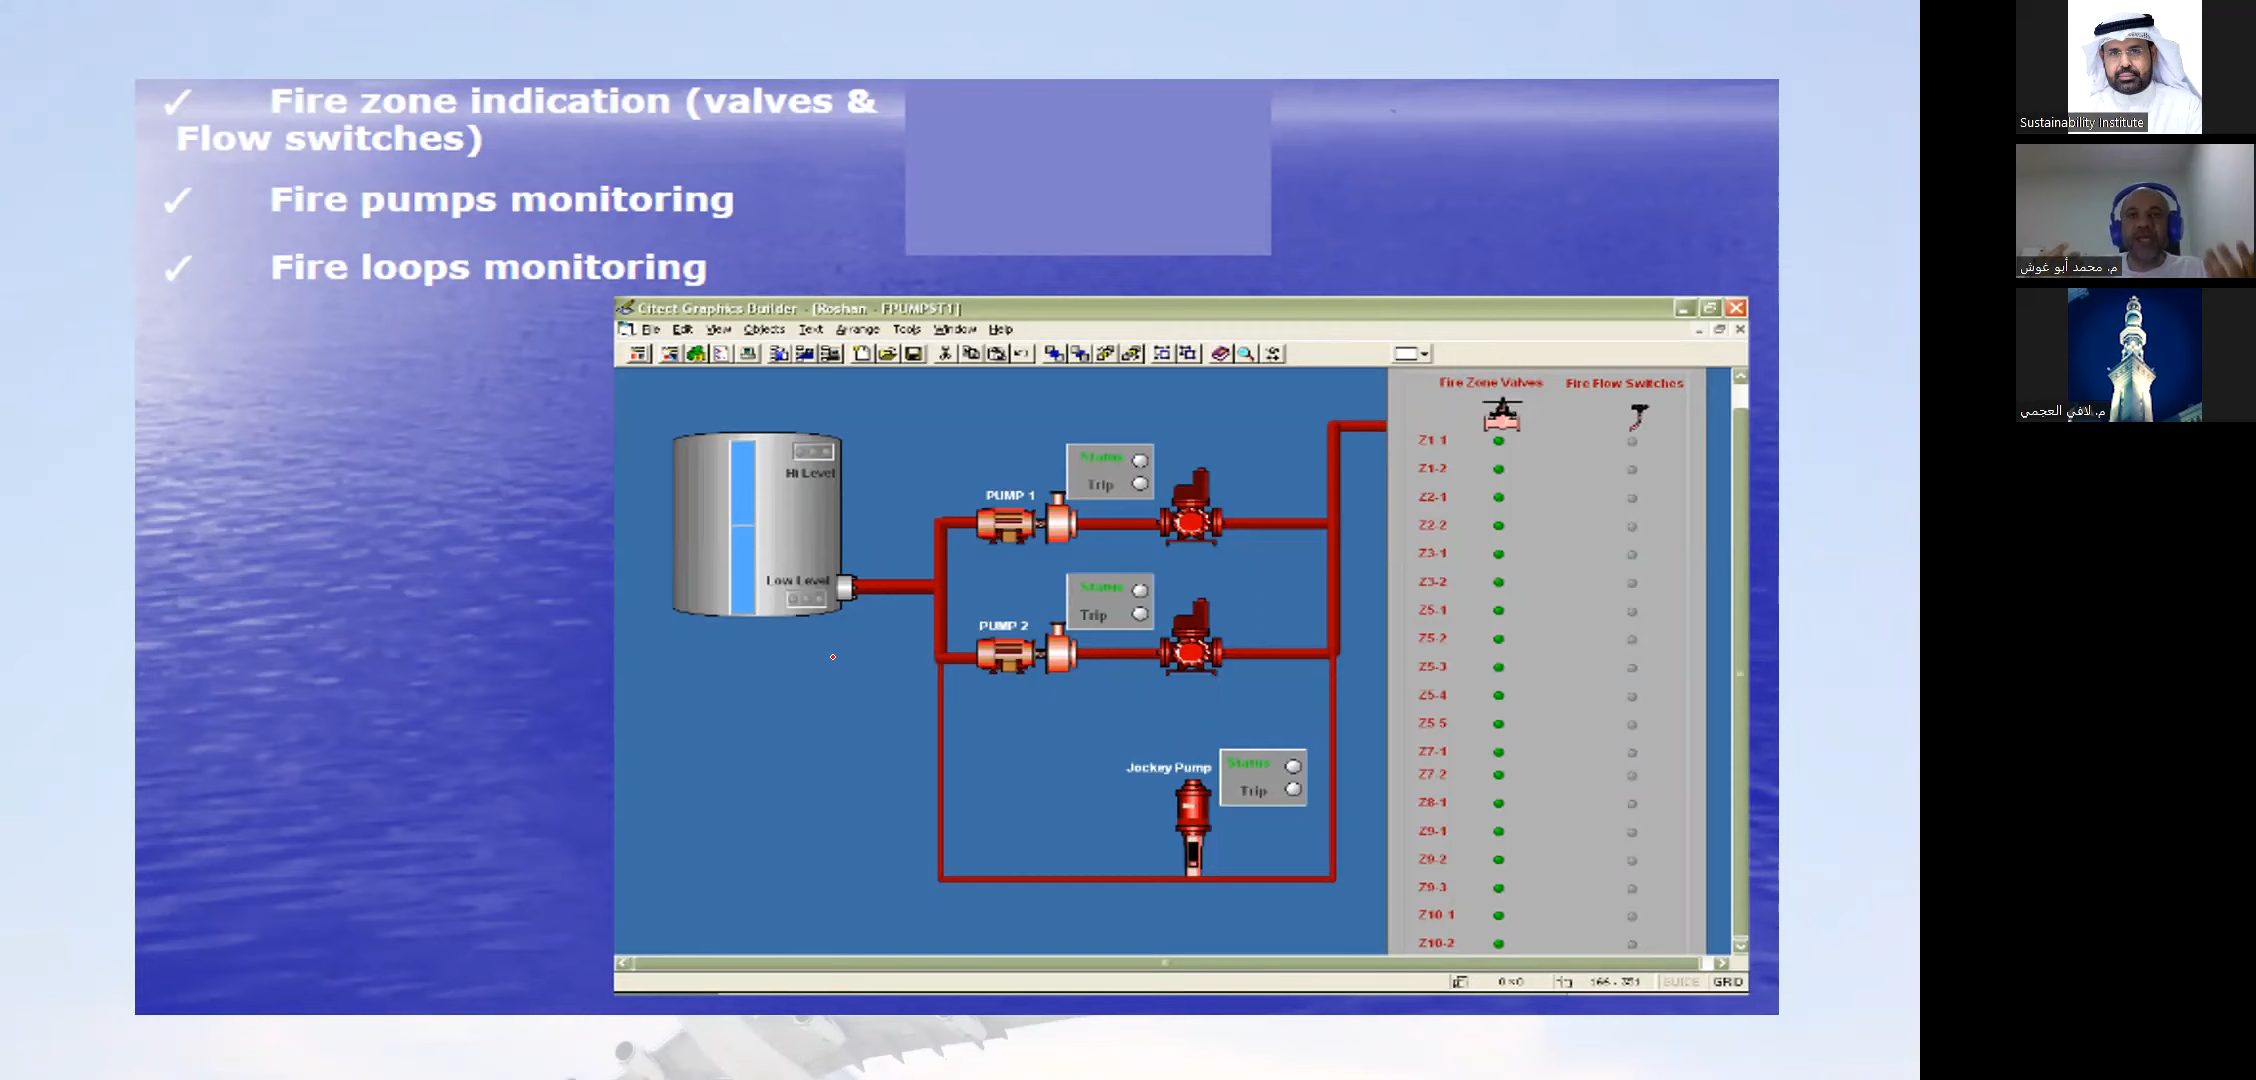 ✓ Fire zone indication (valves &
Flow switches)
✓ Fire pumps monitoring
✓ Fire loops monitoring
Citect Graphics Builder - [Roshan - FPUMPST1]
File Edit View Objects Text Arrange Tools Window Help
Fire Zone Valves Fire Flow Switches
Hi Level
Low Level
PUMP 1
Status
Trip
PUMP 2
Status
Trip
Jockey Pump
Status
Trip
Z1-1
Z1-2
Z2-1
Z2-2
Z3-1
Z3-2
Z5-1
Z5-2
Z5-3
Z5-4
Z5-5
Z7-1
Z7-2
Z8-1
Z9-1
Z9-2
Z9-3
Z10-1
Z10-2
GUIDE GRID
Sustainability Institute
م. محمد أبو غوش
م. لافي العجمي